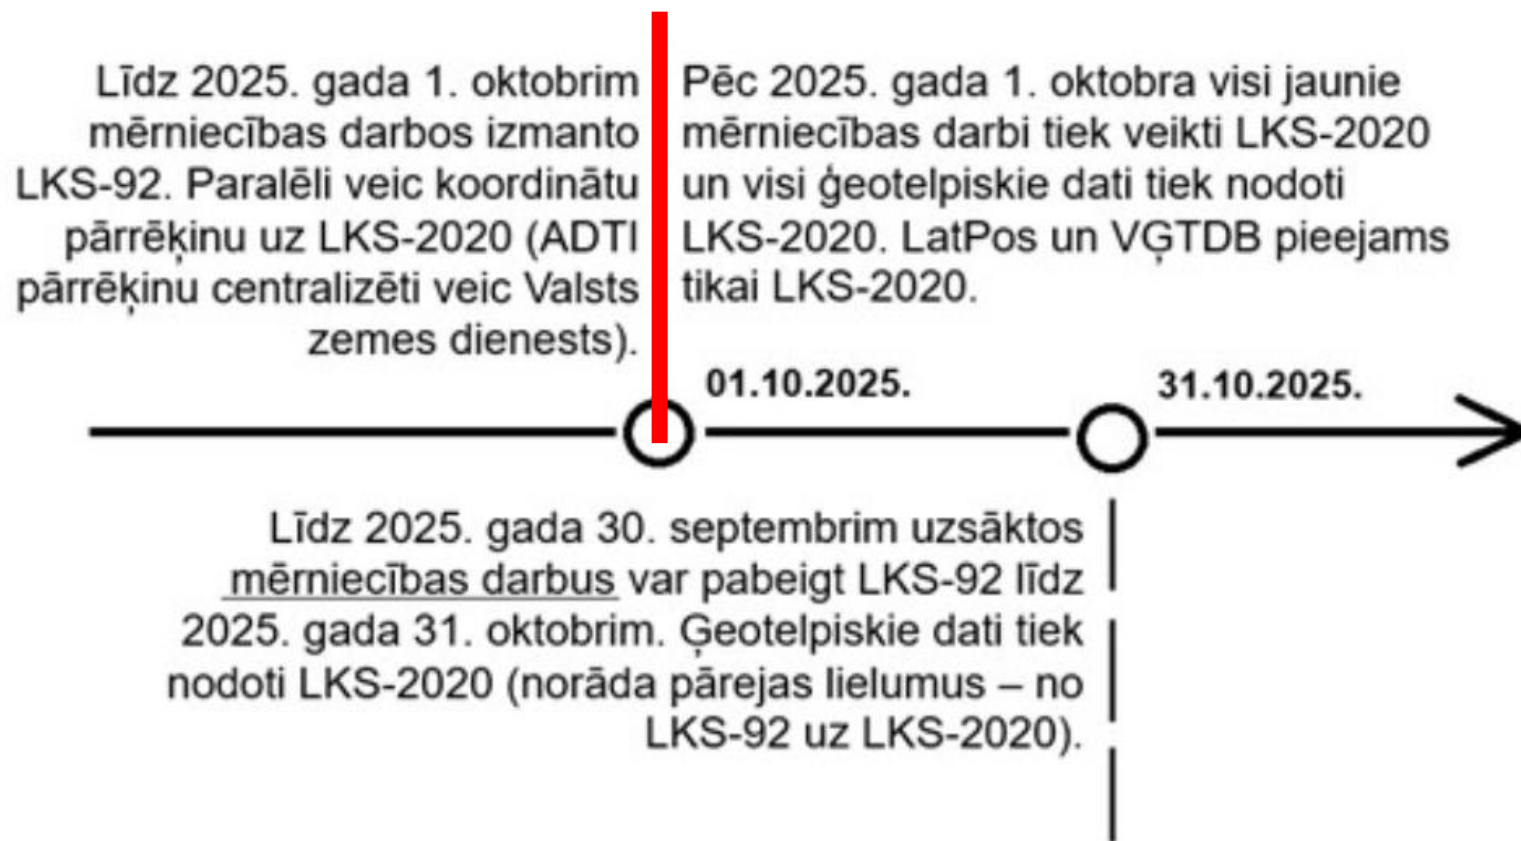 Līdz 2025. gada 1. oktobrim
mērniecības darbos izmanto
LKS-92. Paralēli veic koordinātu
pārrēķinu uz LKS-2020 (ADTI
pārrēķinu centralizēti veic Valsts
zemes dienests).
Pēc 2025. gada 1. oktobra visi jaunie
mērniecības darbi tiek veikti LKS-2020
un visi ģeotelpiskie dati tiek nodoti
LKS-2020. LatPos un VĢTDB pieejams
tikai LKS-2020.
01.10.2025.
31.10.2025.
Līdz 2025. gada 30. septembrim uzsāktos
mērniecības darbus var pabeigt LKS-92 līdz
2025. gada 31. oktobrim. Ģeotelpiskie dati tiek
nodoti LKS-2020 (norāda pārejas lielumus – no
LKS-92 uz LKS-2020).